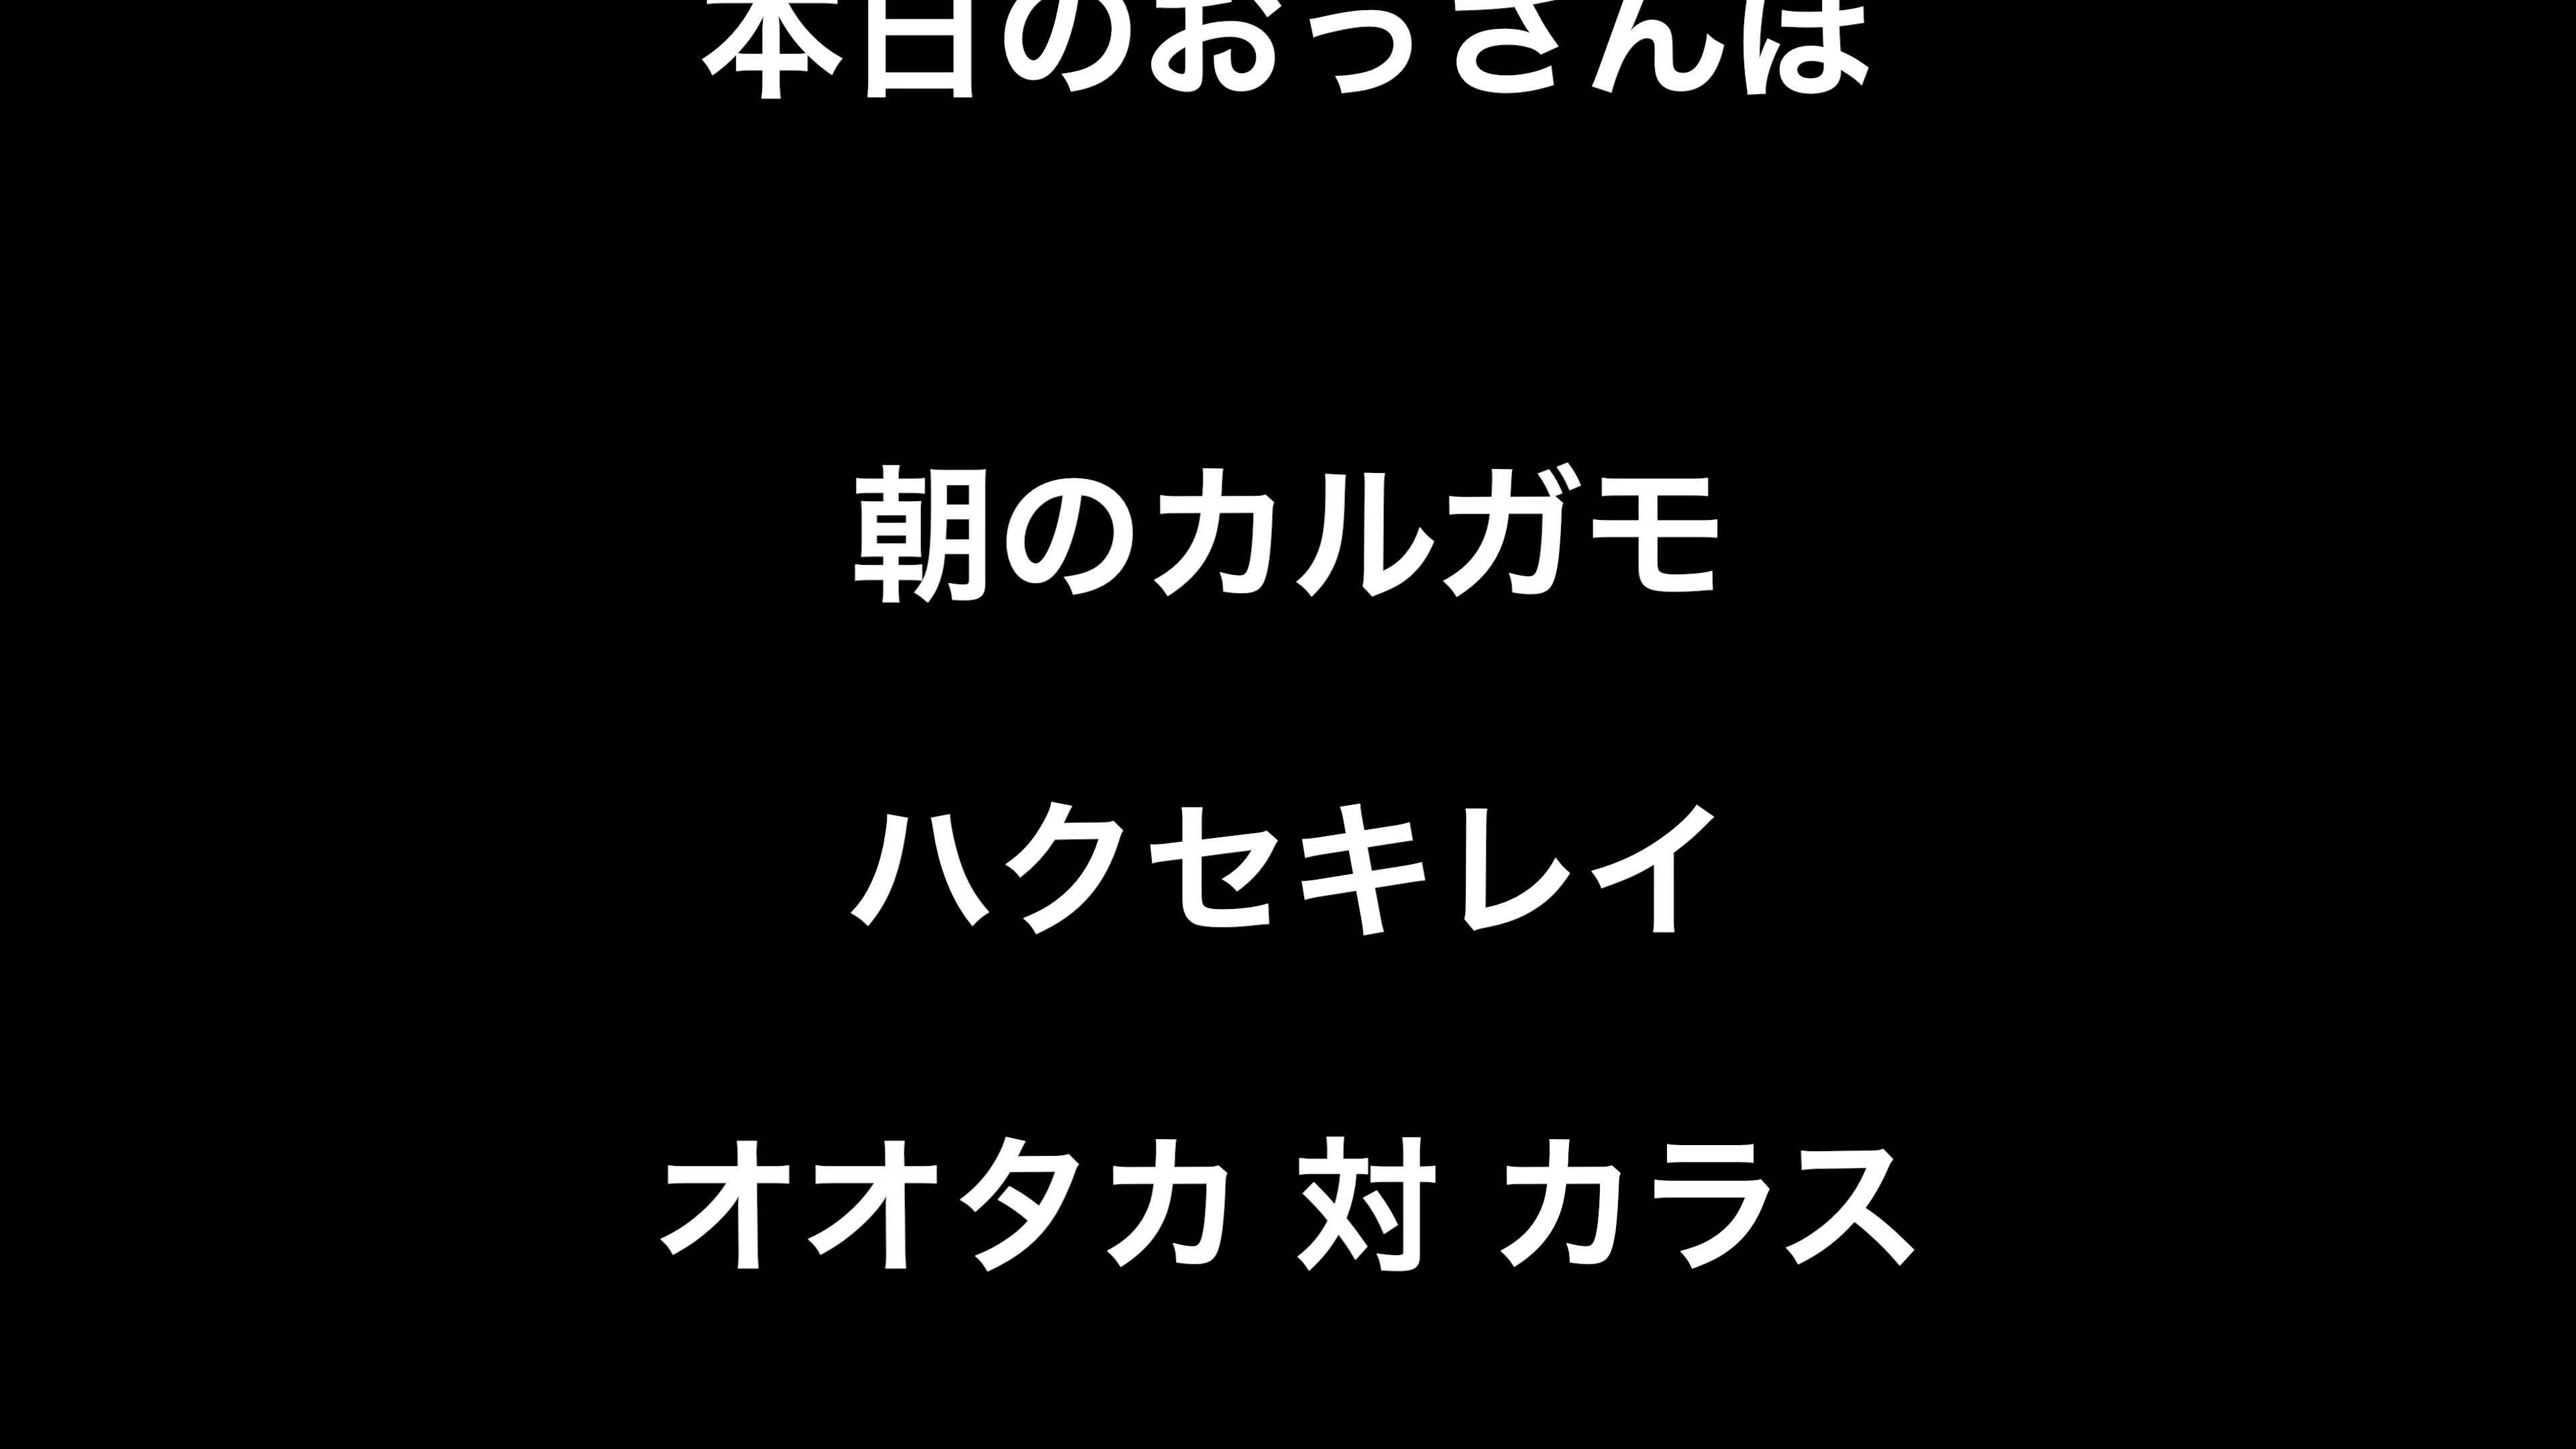 本日のおっさんは
朝のカルガモ
ハクセキレイ
オオタカ 対 カラス